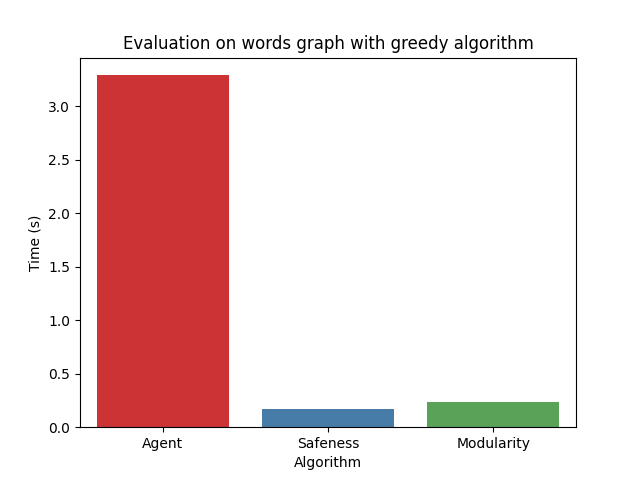 Evaluation on words graph with greedy algorithm
3.0
2.5
2.0
1.5
1.0
0.5
0.0
Time (s)
Agent
Safeness
Modularity
Algorithm